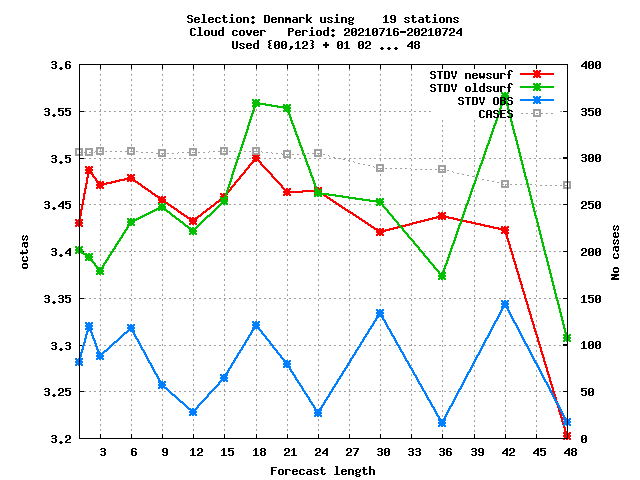 Selection: Denmark using 19 stations
Cloud cover Period: 20210716-20210724
Used {00,12} + 01 02 ... 48
STDV newsurf
STDV oldsurf
STDV OBS
CASES
3.6
3.55
3.5
3.45
3.4
3.35
3.3
3.25
3.2
octas
400
350
300
250
200
150
100
50
0
No cases
3 6 9 12 15 18 21 24 27 30 33 36 39 42 45 48
Forecast length